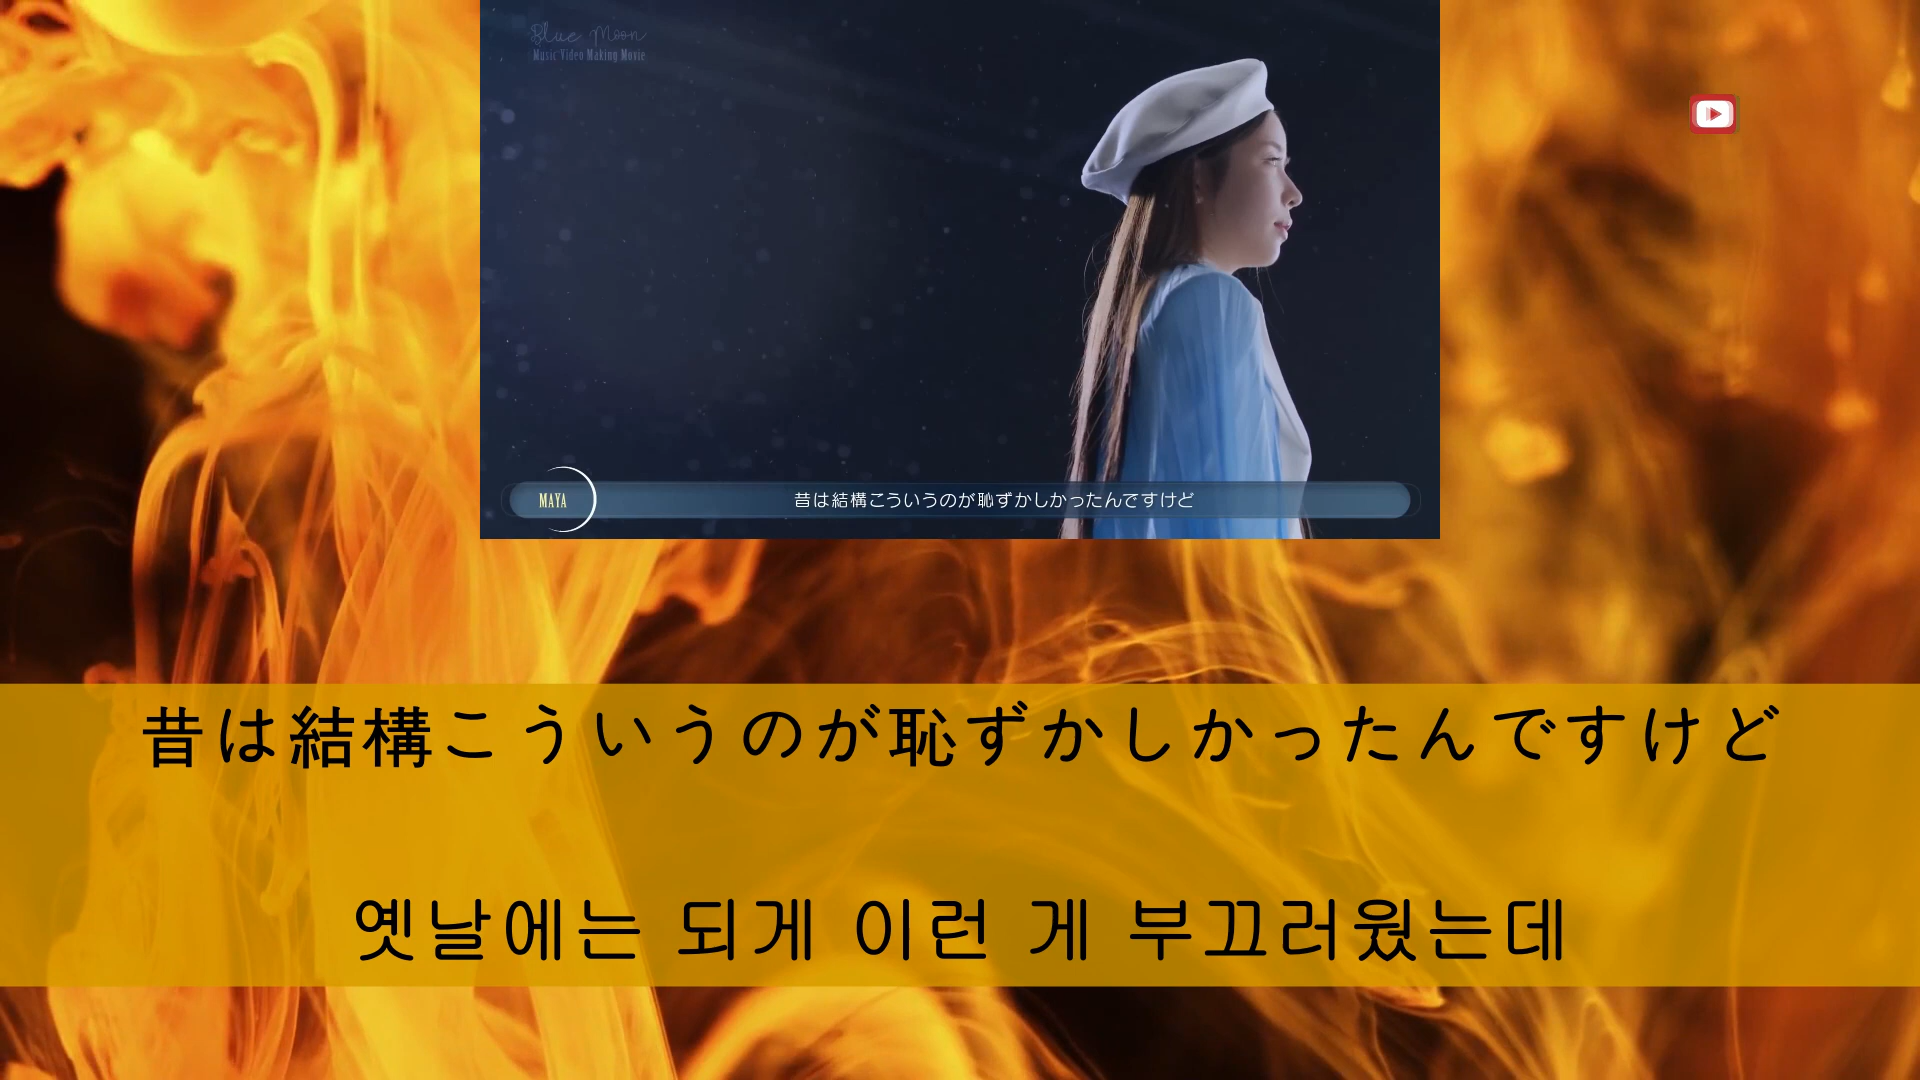 Blue Moon
Music Video Making Movie
MAYA
昔は結構こういうのが恥ずかしかったんですけど
昔は結構こういうのが恥ずかしかったんですけど
옛날에는 되게 이런 게 부끄러웠는데